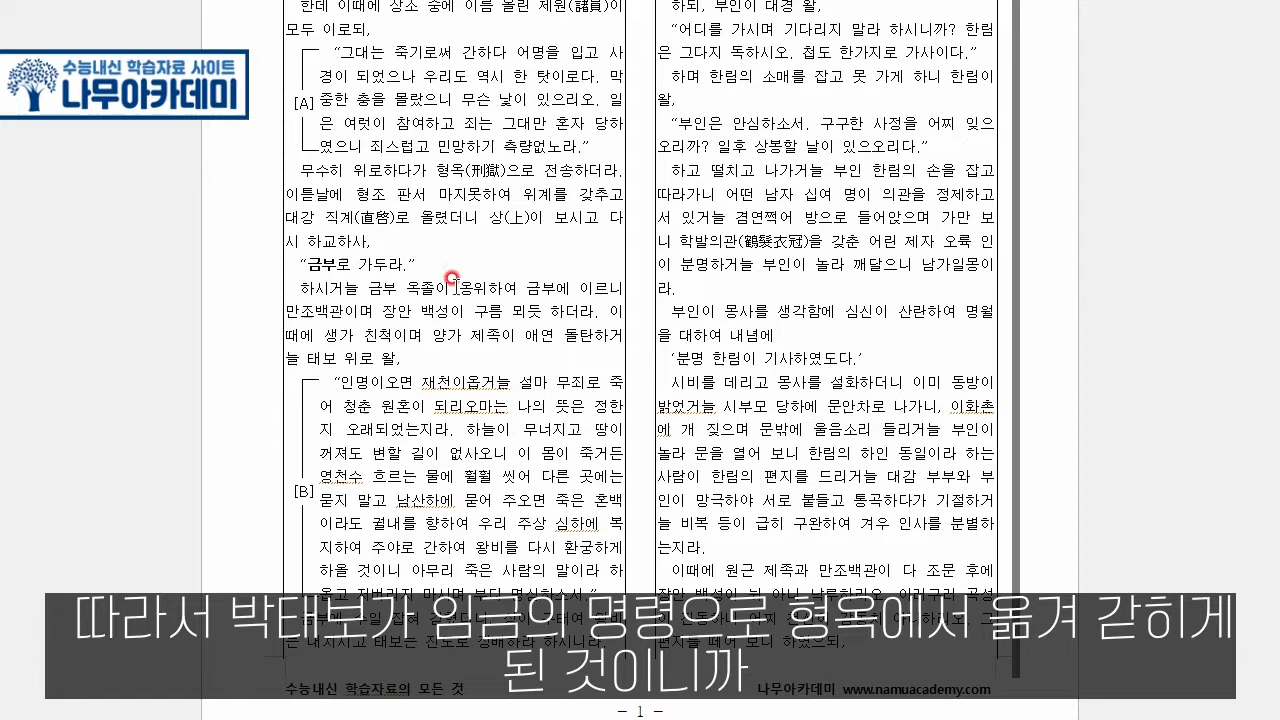 한데 이때에 상소 중에 이름 올린 제원(諸員)이
모두 이로되,
“그대는 죽기로써 간하다 어명을 입고 사
경이 되었으나 우리도 역시 한 탓이로다. 막
[A] 중한 충을 몰랐으니 무슨 낯이 있으리오. 일
은 여럿이 참여하고 죄는 그대만 혼자 당하
였으니 죄스럽고 민망하기 측량없노라.”
무수히 위로하다가 형옥(刑獄)으로 전송하더라.
이튿날에 형조 판서 마지못하여 위계를 갖추고
대강 직계(直啓)로 올렸더니 상(上)이 보시고 다
시 하교하사,
“금부로 가두라.”
하시거늘 금부 옥졸이 옹위하여 금부에 이르니
만조백관이며 장안 백성이 구름 뫼듯 하더라. 이
때에 생가 친척이며 양가 제족이 애연 돌탄하거
늘 태보 위로 왈,
“인명이오면 재천이옵거늘 설마 무죄로 죽
어 청춘 원혼이 되리오마는 나의 뜻은 정한
지 오래되었는지라. 하늘이 무너지고 땅이
꺼져도 변할 길이 없사오니 이 몸이 죽거든
영천수 흐르는 물에 훨훨 씻어 다른 곳에는
[B] 묻지 말고 남산하에 묻어 주오면 죽은 혼백
이라도 궐내를 향하여 우리 주상 심하에 복
지하여 주야로 간하여 왕비를 다시 환궁하게
하올 것이니 아무리 죽은 사람의 말이라 하
하되, 부인이 대경 왈,
“어디를 가시며 기다리지 말라 하시니까? 한림
은 그다지 독하시오. 첩도 한가지로 가사이다.”
하며 한림의 소매를 잡고 못 가게 하니 한림이
왈,
“부인은 안심하소서. 구구한 사정을 어찌 잊으
오리까? 일후 상봉할 날이 있으오리다.”
하고 떨치고 나가거늘 부인 한림의 손을 잡고
따라가니 어떤 남자 십여 명이 의관을 정제하고
서 있거늘 겸연쩍어 방으로 들어앉으며 가만 보
니 학발의관(鶴髮衣冠)을 갖춘 어린 제자 오륙 인
이 분명하거늘 부인이 놀라 깨달으니 남가일몽이
라.
부인이 몽사를 생각함에 심신이 산란하여 명월
을 대하여 내념에
‘분명 한림이 기사하였도다.’
시비를 데리고 몽사를 설화하더니 이미 동방이
밝았거늘 시부모 당하에 문안차로 나가니, 이화촌
에 개 짖으며 문밖에 울음소리 들리거늘 부인이
놀라 문을 열어 보니 한림의 하인 동일이라 하는
사람이 한림의 편지를 드리거늘 대감 부부와 부
인이 망극하야 서로 붙들고 통곡하다가 기절하거
늘 비복 등이 급히 구완하여 겨우 인사를 분별하
는지라.
이때에 원근 제족과 만조백관이 다 조문 후에
수능내신 학습자료 사이트
나무아카데미
따라서 박태보가 임금의 명령으로 형옥에서 옮겨 갇히게
된 것이니까
수능내신 학습자료의 모든 것
나무아카데미 www.namuacademy.com
– 1 –